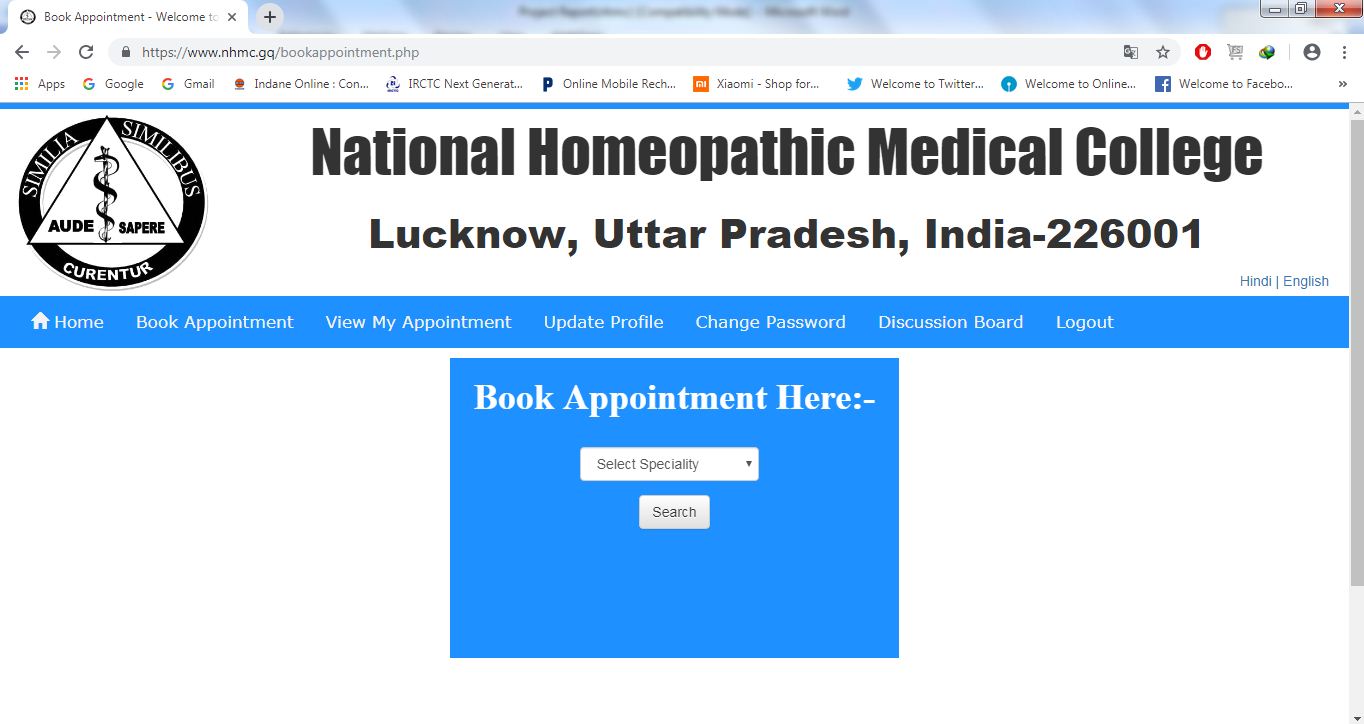 Book Appointment - Welcome to
https://www.nhmc.gq/bookappointment.php
Apps Google Gmail Indane Online : Con... IRCTC Next Generat... Online Mobile Rech... Xiaomi - Shop for... Welcome to Twitter... Welcome to Online... Welcome to Facebo... »
SIMILIA SIMILIBUS
AUDE SAPERE
CURENTUR
National Homeopathic Medical College
Lucknow, Uttar Pradesh, India-226001
Hindi | English
Home Book Appointment View My Appointment Update Profile Change Password Discussion Board Logout
Book Appointment Here:-
Select Speciality
Search